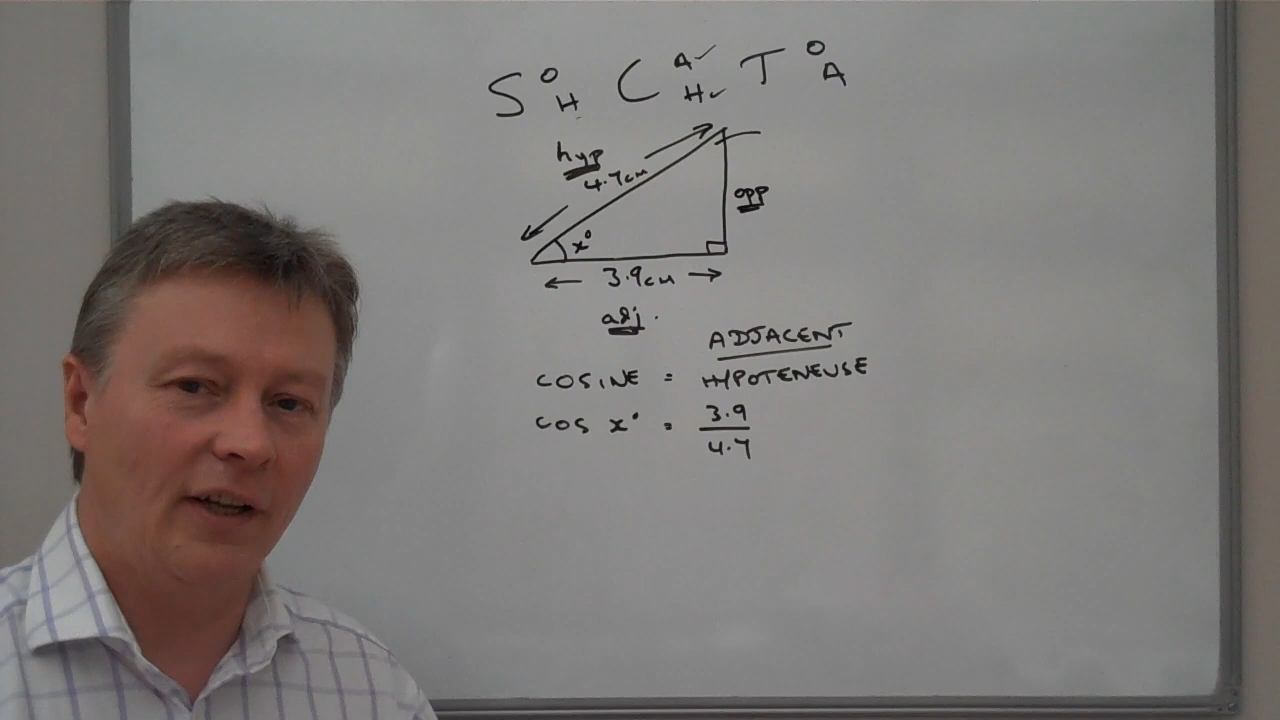 S O H C A H T O A
hyp
4.7cm
opp
x°
3.9cm
adj.
ADJACENT
COSINE = HYPOTENEUSE
COS x° = 3.9
4.7